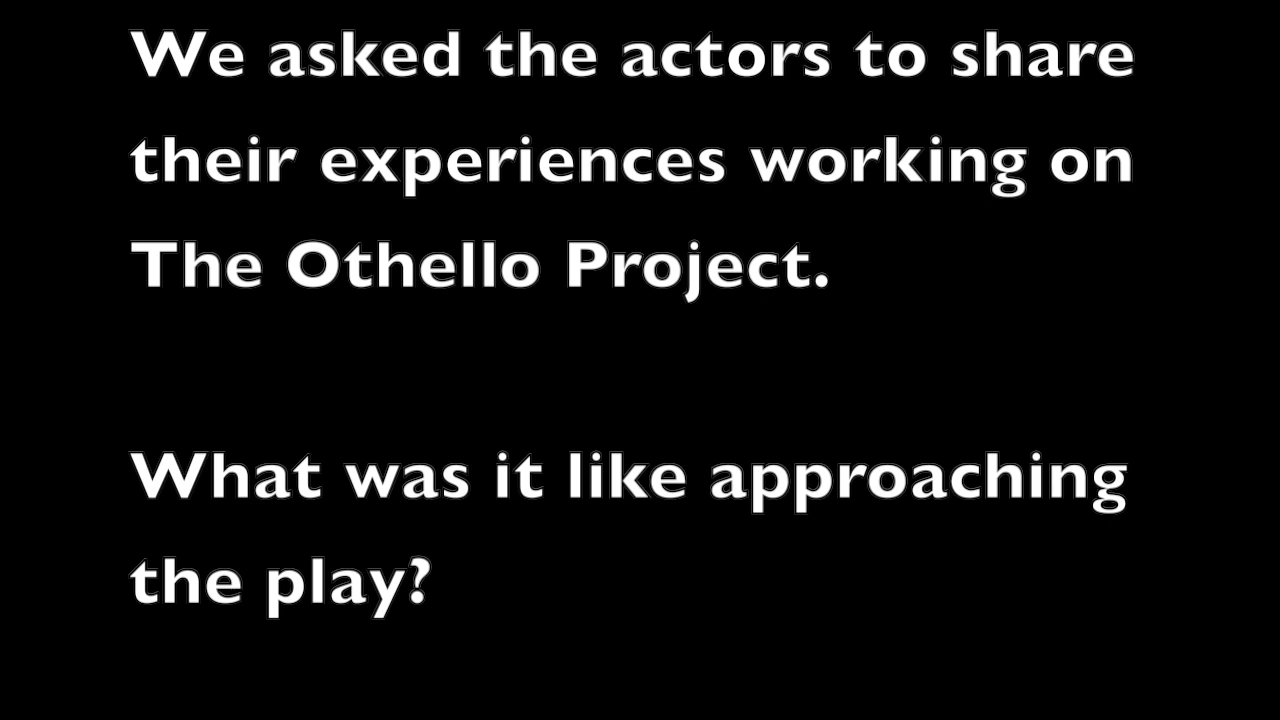 We asked the actors to share
their experiences working on
The Othello Project.
What was it like approaching
the play?